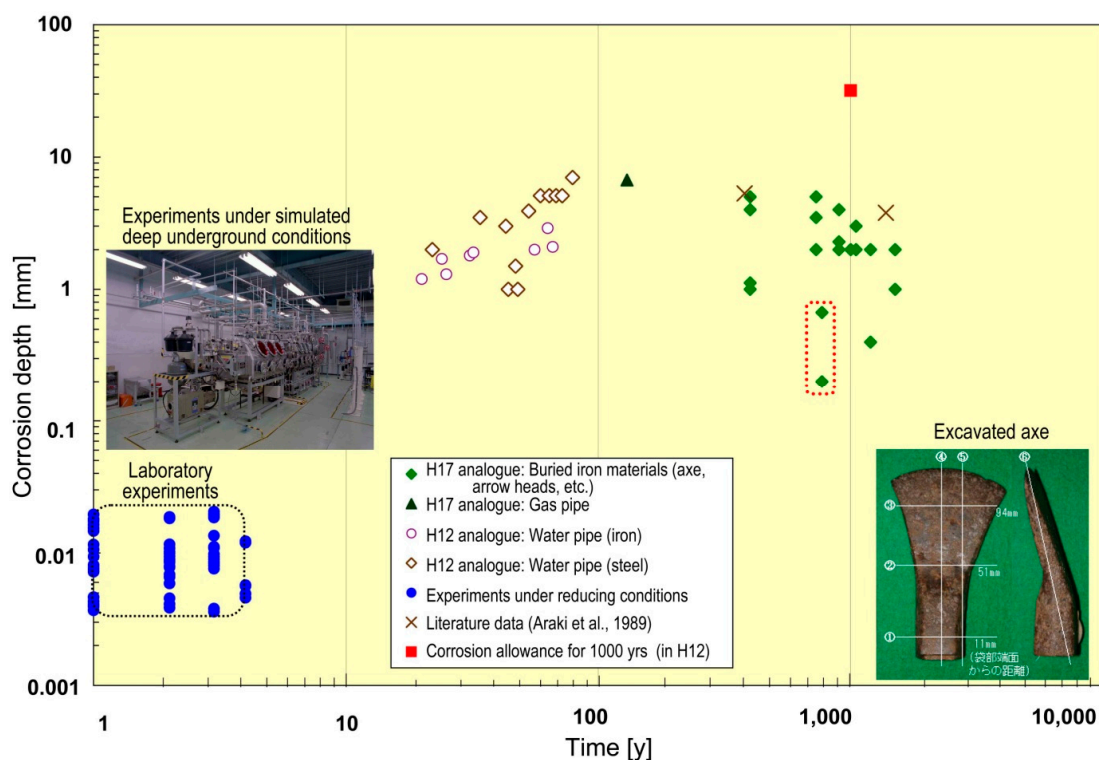 100
10
1
0.1
0.01
0.001
Corrosion depth [mm]
Experiments under simulated
deep underground conditions
Laboratory
experiments
H17 analogue: Buried iron materials (axe,
arrow heads, etc.)
H17 analogue: Gas pipe
H12 analogue: Water pipe (iron)
H12 analogue: Water pipe (steel)
Experiments under reducing conditions
Literature data (Araki et al., 1989)
Corrosion allowance for 1000 yrs (in H12)
Excavated axe
④ ⑤ ⑥
③
94mm
②
51mm
①
11mm
(袋部端面
からの距離)
1
10
100
1,000
10,000
Time [y]